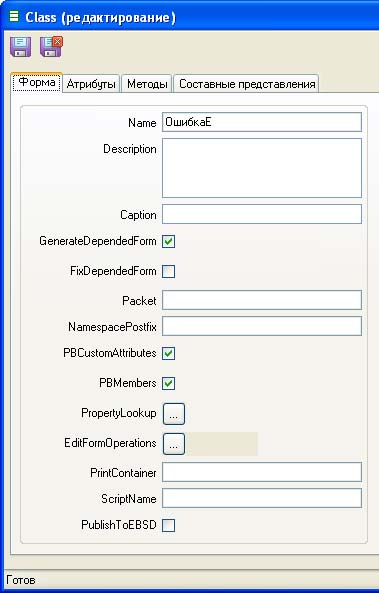 Class (редактирование)
Форма Атрибуты Методы Составные представления
Name ОшибкаЕ
Description
Caption
GenerateDependedForm
FixDependedForm
Packet
NamespacePostfix
PBCustomAttributes
PBMembers
PropertyLookup ...
EditFormOperations ...
PrintContainer
ScriptName
PublishToEBSD
Готов